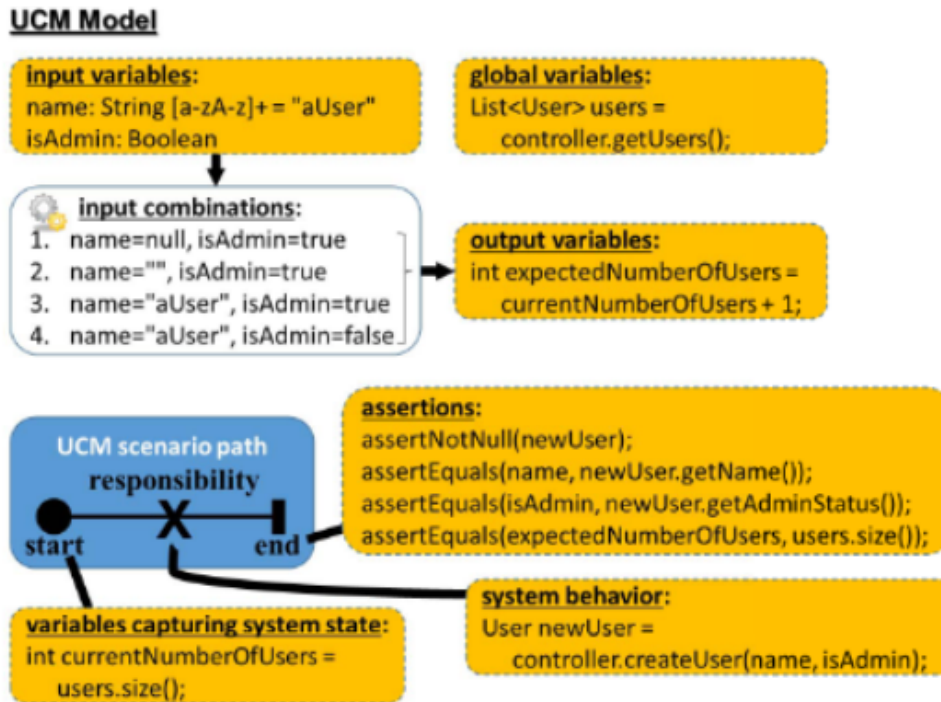 UCM Model
input variables:
name: String [a-zA-z]+ = "aUser"
isAdmin: Boolean
global variables:
List<User> users =
controller.getUsers();
input combinations:
1. name=null, isAdmin=true
2. name="", isAdmin=true
3. name="aUser", isAdmin=true
4. name="aUser", isAdmin=false
output variables:
int expectedNumberOfUsers =
currentNumberOfUsers + 1;
UCM scenario path
responsibility
start
end
assertions:
assertNotNull(newUser);
assertEquals(name, newUser.getName());
assertEquals(isAdmin, newUser.getAdminStatus());
assertEquals(expectedNumberOfUsers, users.size());
variables capturing system state:
int currentNumberOfUsers =
users.size();
system behavior:
User newUser =
controller.createUser(name, isAdmin);